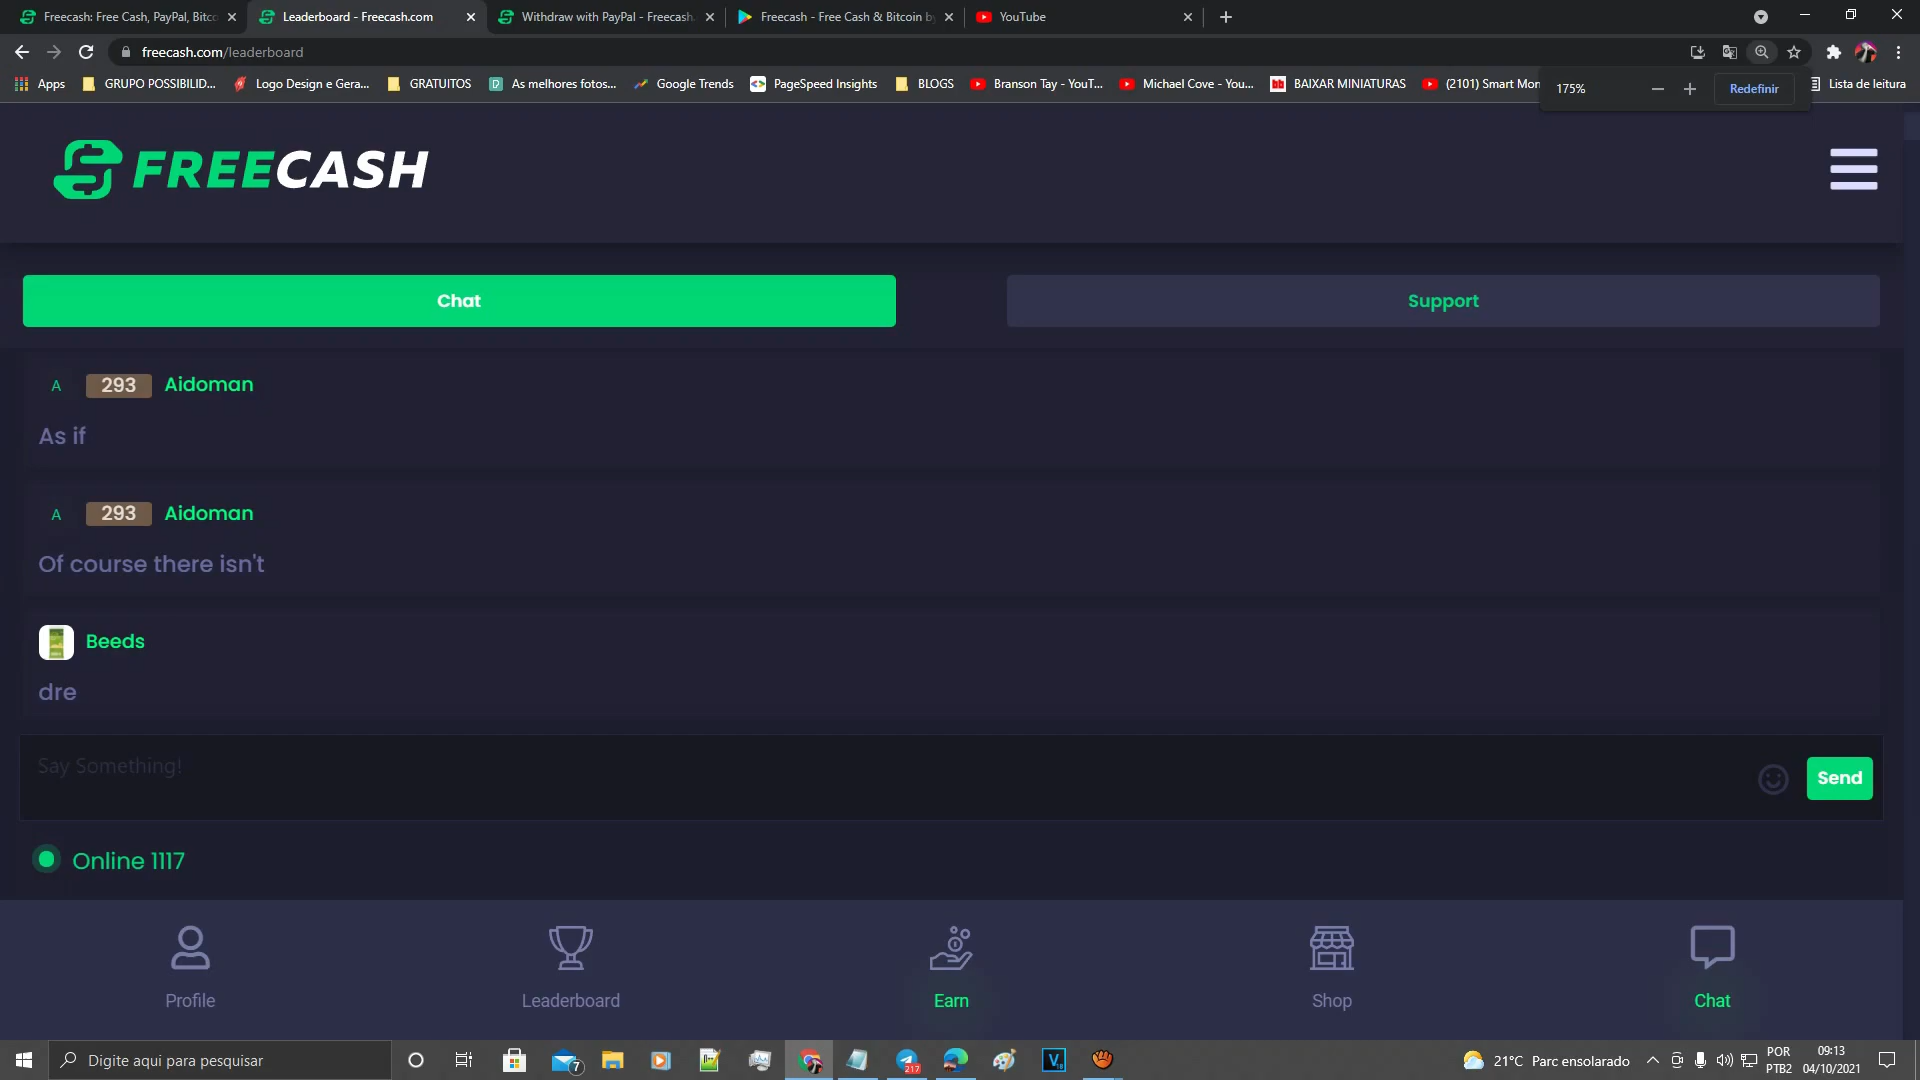 Freecash: Free Cash, PayPal, Bitco
Leaderboard - Freecash.com
Withdraw with PayPal - Freecash.
Freecash - Free Cash & Bitcoin by
YouTube
freecash.com/leaderboard
Apps
GRUPO POSSIBILID...
Logo Design e Gera...
GRATUITOS
As melhores fotos...
Google Trends
PageSpeed Insights
BLOGS
Branson Tay - YouT...
Michael Cove - You...
BAIXAR MINIATURAS
(2101) Smart Mon
Lista de leitura
175%
Redefinir
FREECASH
Chat
Support
A 293 Aidoman
As if
A 293 Aidoman
Of course there isn't
Beeds
dre
Say Something!
Send
Online 1117
Profile
Leaderboard
Earn
Shop
Chat
Digite aqui para pesquisar
7
217
21°C Parc ensolarado
POR
PTB2
09:13
04/10/2021